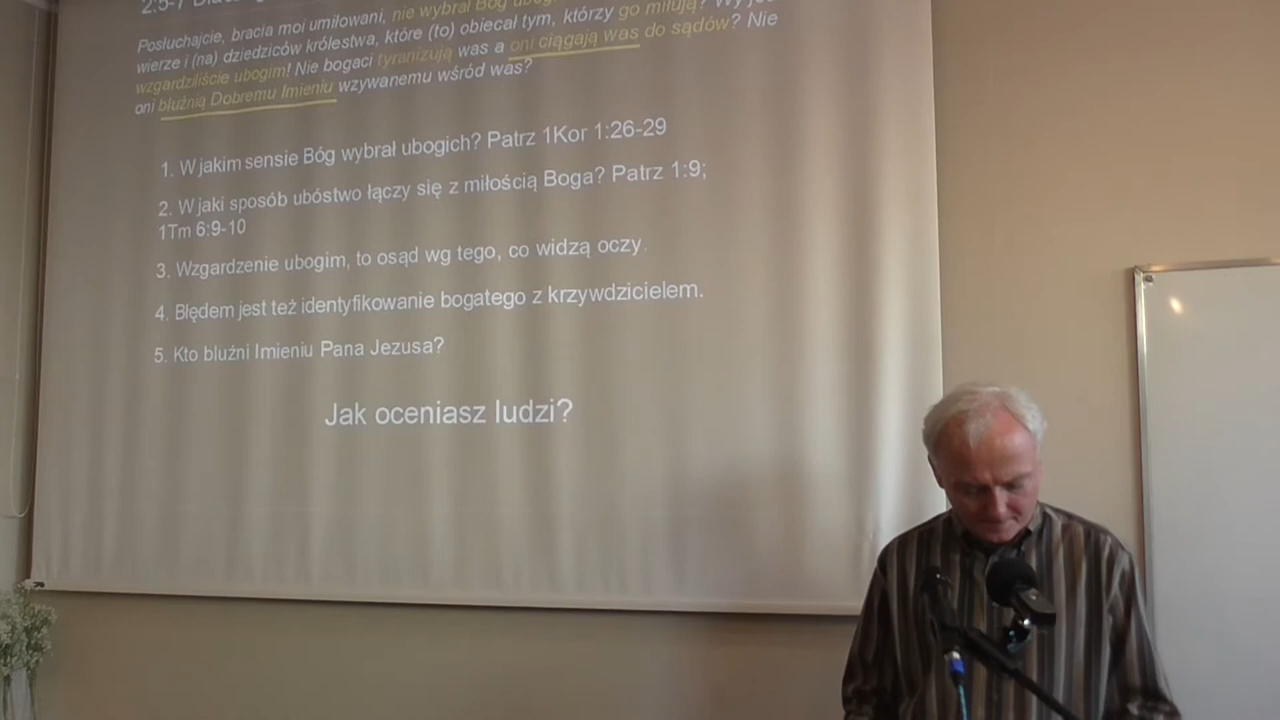 2:5-7
Posłuchajcie, bracia moi umiłowani, nie wybrał Bóg
wierze i (na) dziedziców królestwa, które (to) obiecał tym, którzy go miłują?
wzgardziliście ubogim! Nie bogaci tyranizują was a oni ciągają was do sądów? Nie
oni bluźnią Dobremu Imieniu wzywanemu wśród was?
1. W jakim sensie Bóg wybrał ubogich? Patrz 1Kor 1:26-29
2. W jaki sposób ubóstwo łączy się z miłością Boga? Patrz 1:9;
1Tm 6:9-10
3. Wzgardzenie ubogim, to osąd wg tego, co widzą oczy.
4. Błędem jest też identyfikowanie bogatego z krzywdzicielem.
5. Kto bluźni Imieniu Pana Jezusa?
Jak oceniasz ludzi?